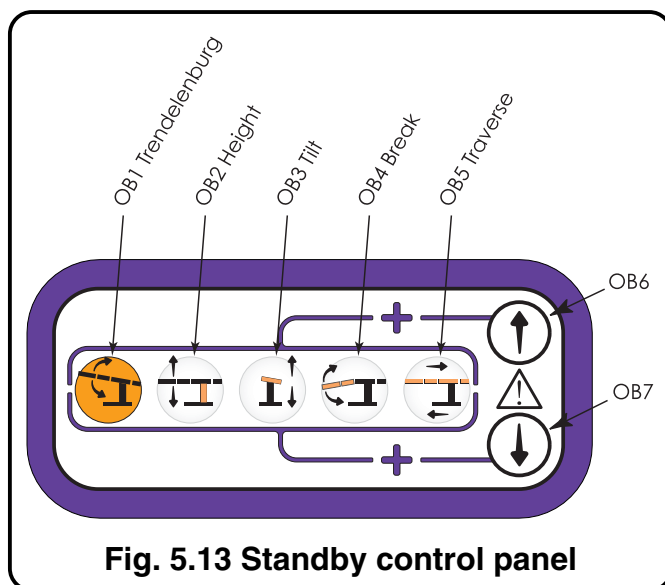 OB1 Trendelenburg
OB2 Height
OB3 Tilt
OB4 Break
OB5 Traverse
OB6
OB7
Fig. 5.13 Standby control panel